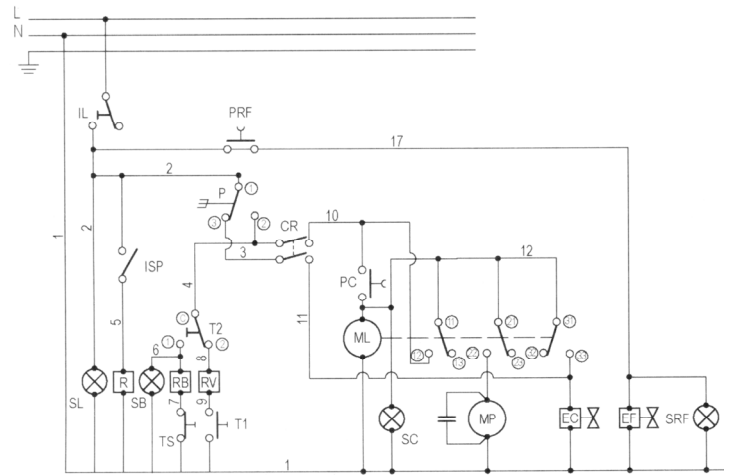 L
N
IL
PRF
17
2
P
①
③
②
CR
10
3
1
2
ISP
4
PC
12
11
T2
②
①
5
6
8
ML
⑪
㉑
㉛
⑫
⑬
㉒
㉓
㉜
㉝
SL
R
SB
RB
RV
7
9
TS
T1
SC
MP
EC
EF
SRF
1